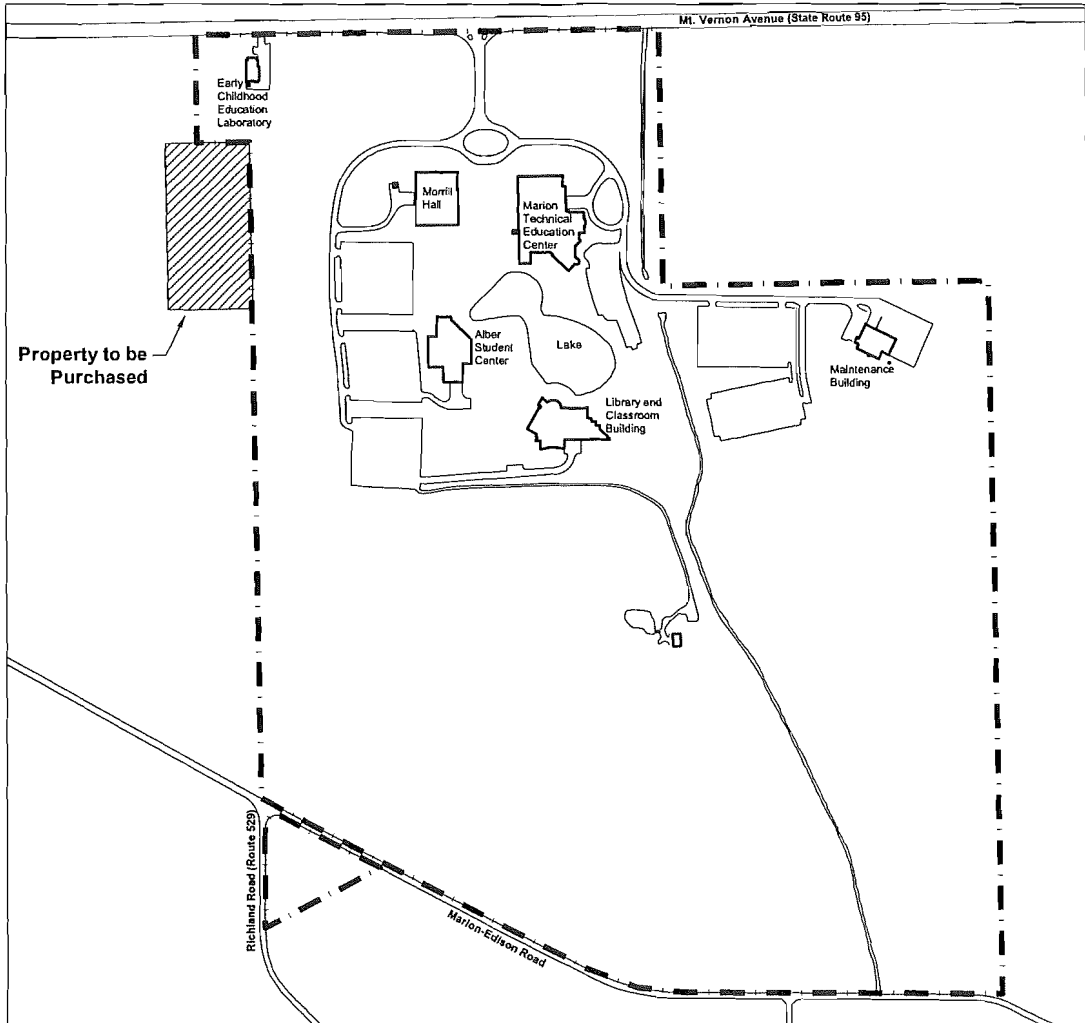 Mt. Vernon Avenue (State Route 95)
Early
Childhood
Education
Laboratory
Morrill
Hall
Marion
Technical
Education
Center
Property to be
Purchased
Alber
Student
Center
Lake
Maintenance
Building
Library and
Classroom
Building
Richland Road (Route 529)
Marion-Edison Road